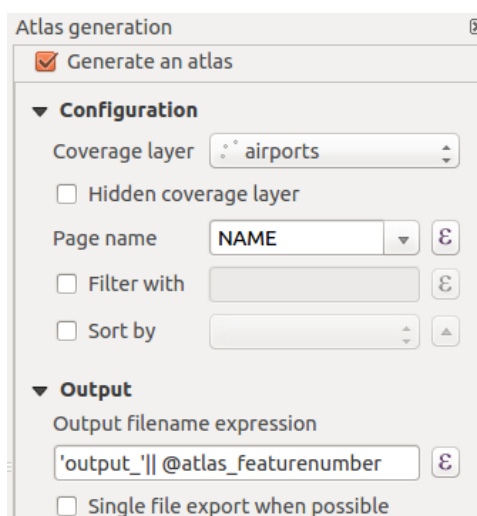 Atlas generation
Generate an atlas
Configuration
Coverage layer airports
Hidden coverage layer
Page name NAME ε
Filter with ε
Sort by
Output
Output filename expression
'output_'|| @atlas_featurenumber ε
Single file export when possible